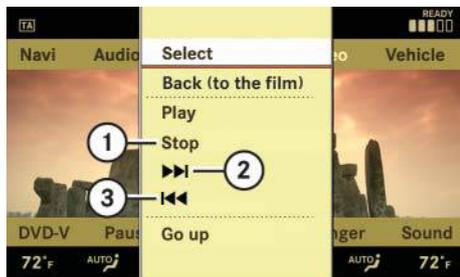 TA
READY
Navi Audio eo Vehicle
Select
Back (to the film)
Play
1 Stop
2
3
Go up
DVD-V Paus nger Sound
72°F AUTO AUTO 72°F